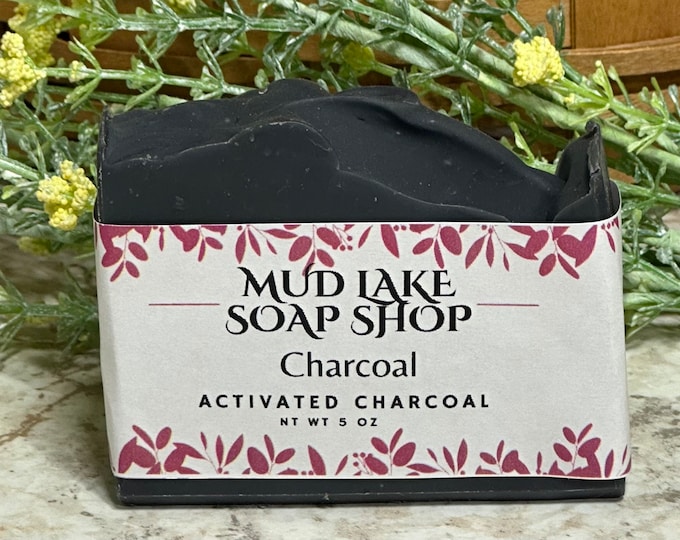 MUD LAKE
SOAP SHOP
Charcoal
ACTIVATED CHARCOAL
NT WT 5 OZ